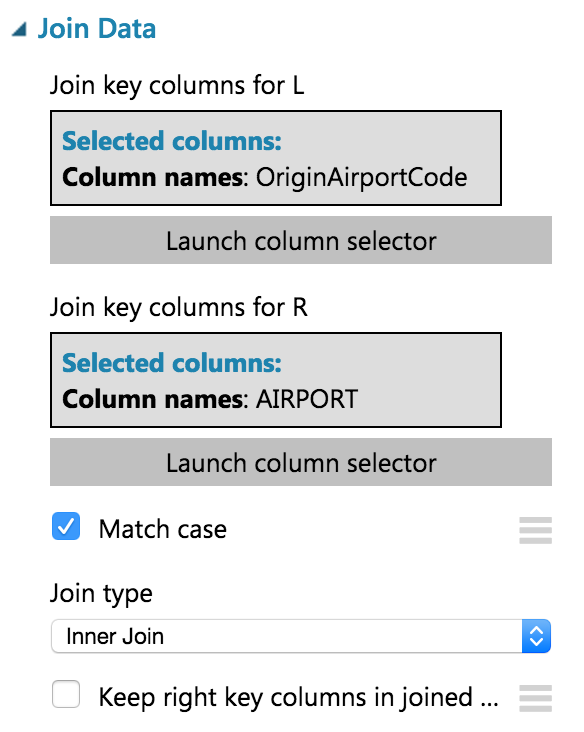 Join Data
Join key columns for L
Selected columns:
Column names: OriginAirportCode
Launch column selector
Join key columns for R
Selected columns:
Column names: AIRPORT
Launch column selector
Match case
Join type
Inner Join
Keep right key columns in joined ...